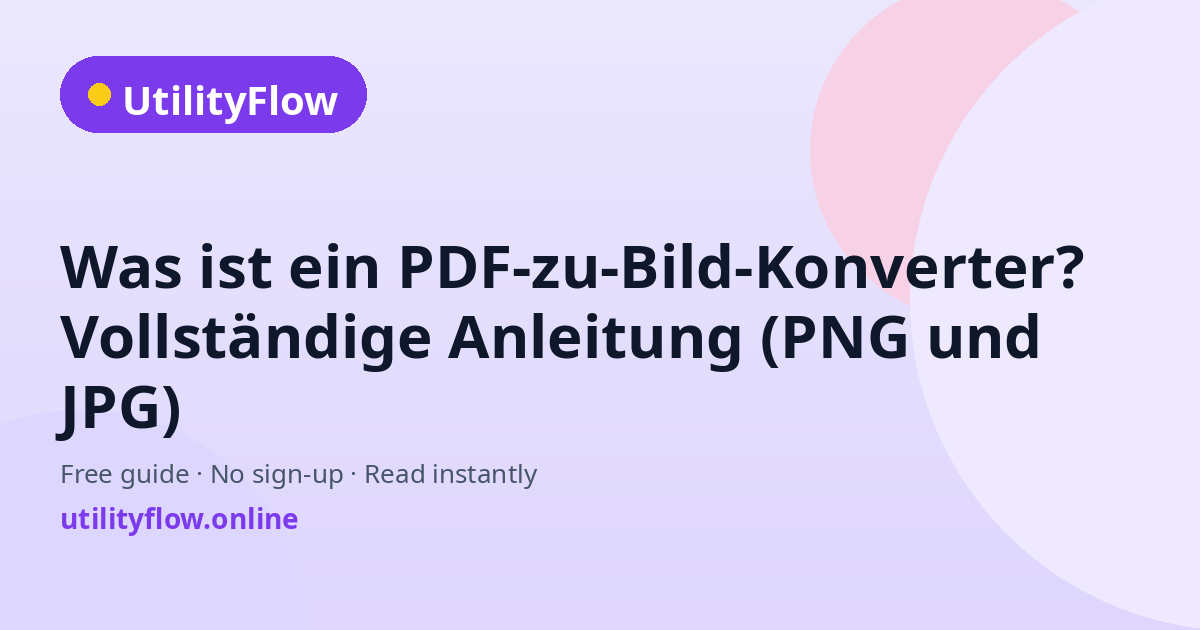 UtilityFlow
Was ist ein PDF-zu-Bild-Konverter?
Vollständige Anleitung (PNG und
JPG)
Free guide · No sign-up · Read instantly
utilityflow.online